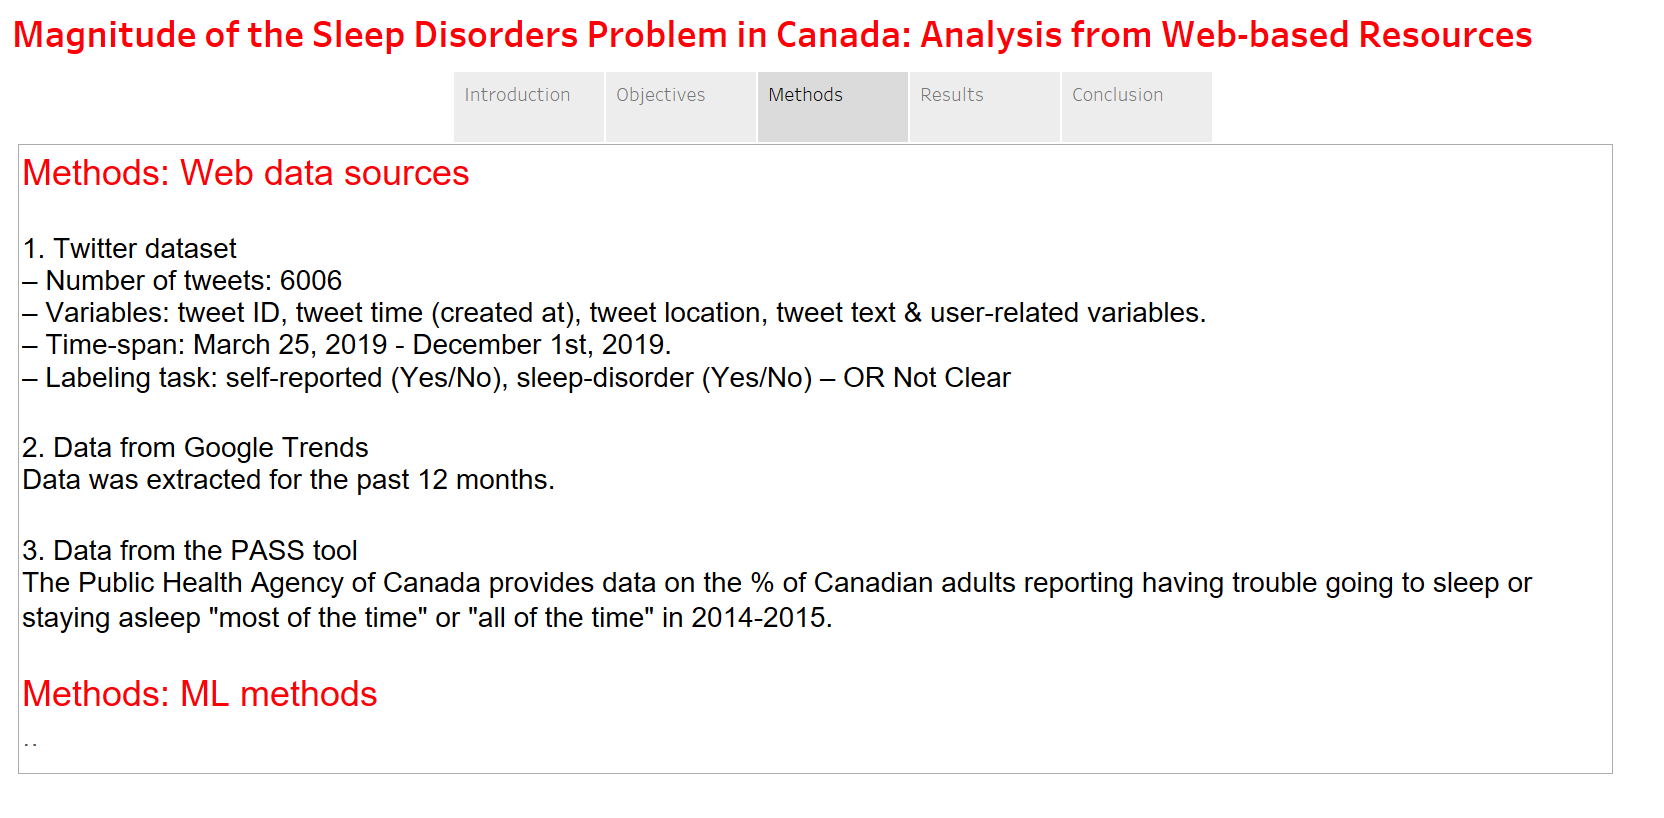 Magnitude of the Sleep Disorders Problem in Canada: Analysis from Web-based Resources
Introduction
Objectives
Methods
Results
Conclusion
Methods: Web data sources
1. Twitter dataset
– Number of tweets: 6006
– Variables: tweet ID, tweet time (created at), tweet location, tweet text & user-related variables.
– Time-span: March 25, 2019 - December 1st, 2019.
– Labeling task: self-reported (Yes/No), sleep-disorder (Yes/No) – OR Not Clear
2. Data from Google Trends
Data was extracted for the past 12 months.
3. Data from the PASS tool
The Public Health Agency of Canada provides data on the % of Canadian adults reporting having trouble going to sleep or
staying asleep "most of the time" or "all of the time" in 2014-2015.
Methods: ML methods
..